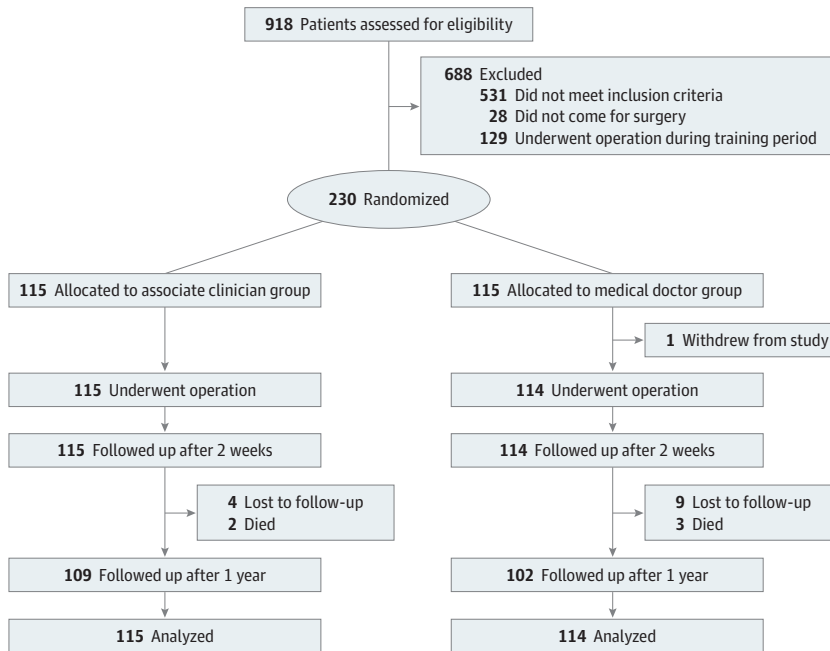 918 Patients assessed for eligibility
688 Excluded
531 Did not meet inclusion criteria
28 Did not come for surgery
129 Underwent operation during training period
230 Randomized
115 Allocated to associate clinician group
115 Allocated to medical doctor group
1 Withdrew from study
115 Underwent operation
114 Underwent operation
115 Followed up after 2 weeks
114 Followed up after 2 weeks
4 Lost to follow-up
2 Died
9 Lost to follow-up
3 Died
109 Followed up after 1 year
102 Followed up after 1 year
115 Analyzed
114 Analyzed